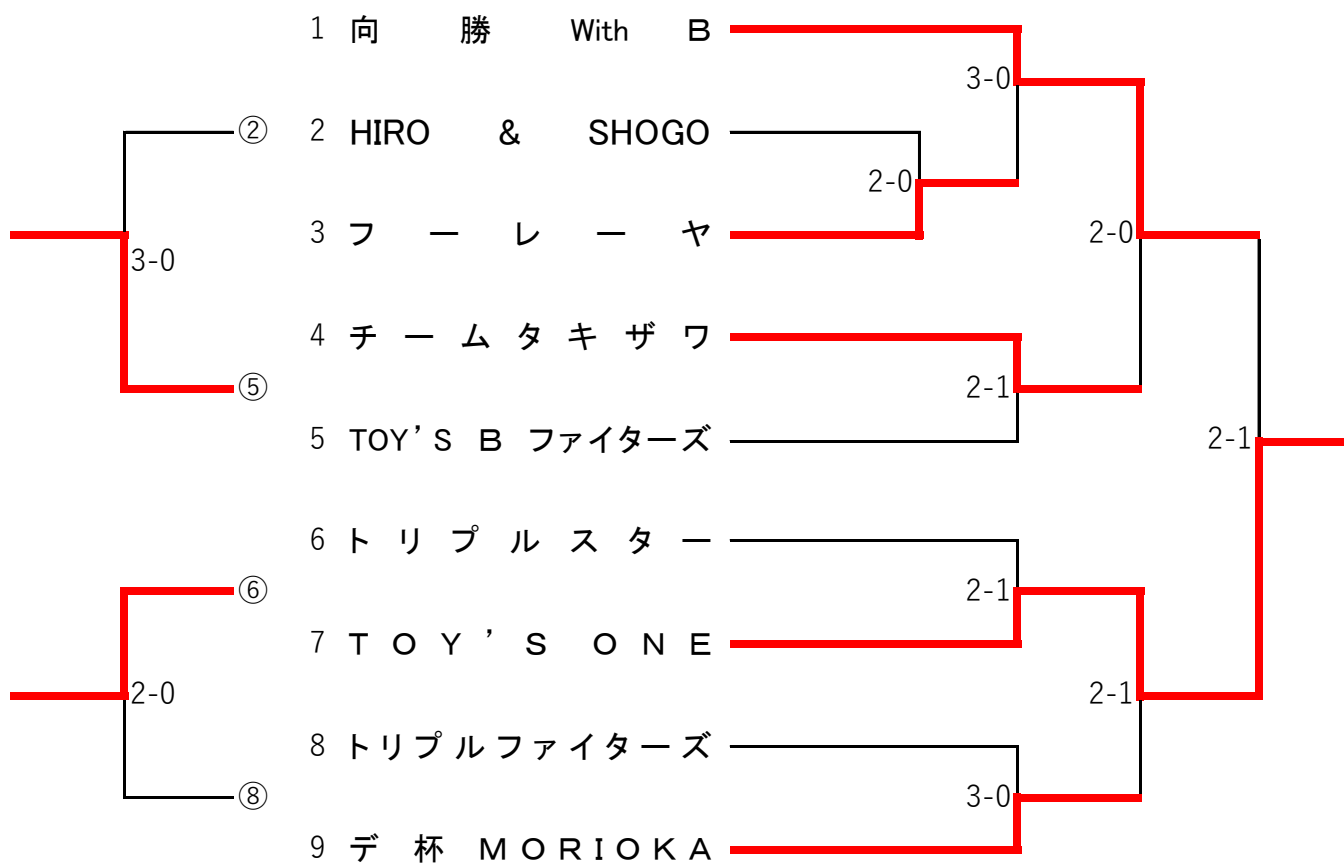 1 向 勝 With B
3-0
② 2 HIRO & SHOGO
2-0
3 フーレーヤ
2-0
3-0
4 チームタキザワ
⑤
2-1
5 TOY'S B ファイターズ
2-1
6 トリプルスター
⑥
2-1
7 TOY'S ONE
2-0
2-1
8 トリプルファイターズ
⑧
3-0
9 デ杯 MORIOKA